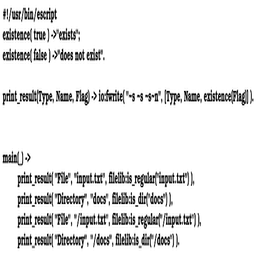 #!/usr/bin/escript
existence( true ) ->"exists";
existence( false ) ->"does not exist".
print_result(Type, Name, Flag) -> io:fwrite( "~s ~s ~s~n", [Type, Name, existence(Flag)] ).
main(_) ->
print_result( "File", "input.txt", filelib:is_regular("input.txt") ),
print_result( "Directory", "docs", filelib:is_dir("docs") ),
print_result( "File", "/input.txt", filelib:is_regular("/input.txt") ),
print_result( "Directory", "/docs", filelib:is_dir("/docs") ).